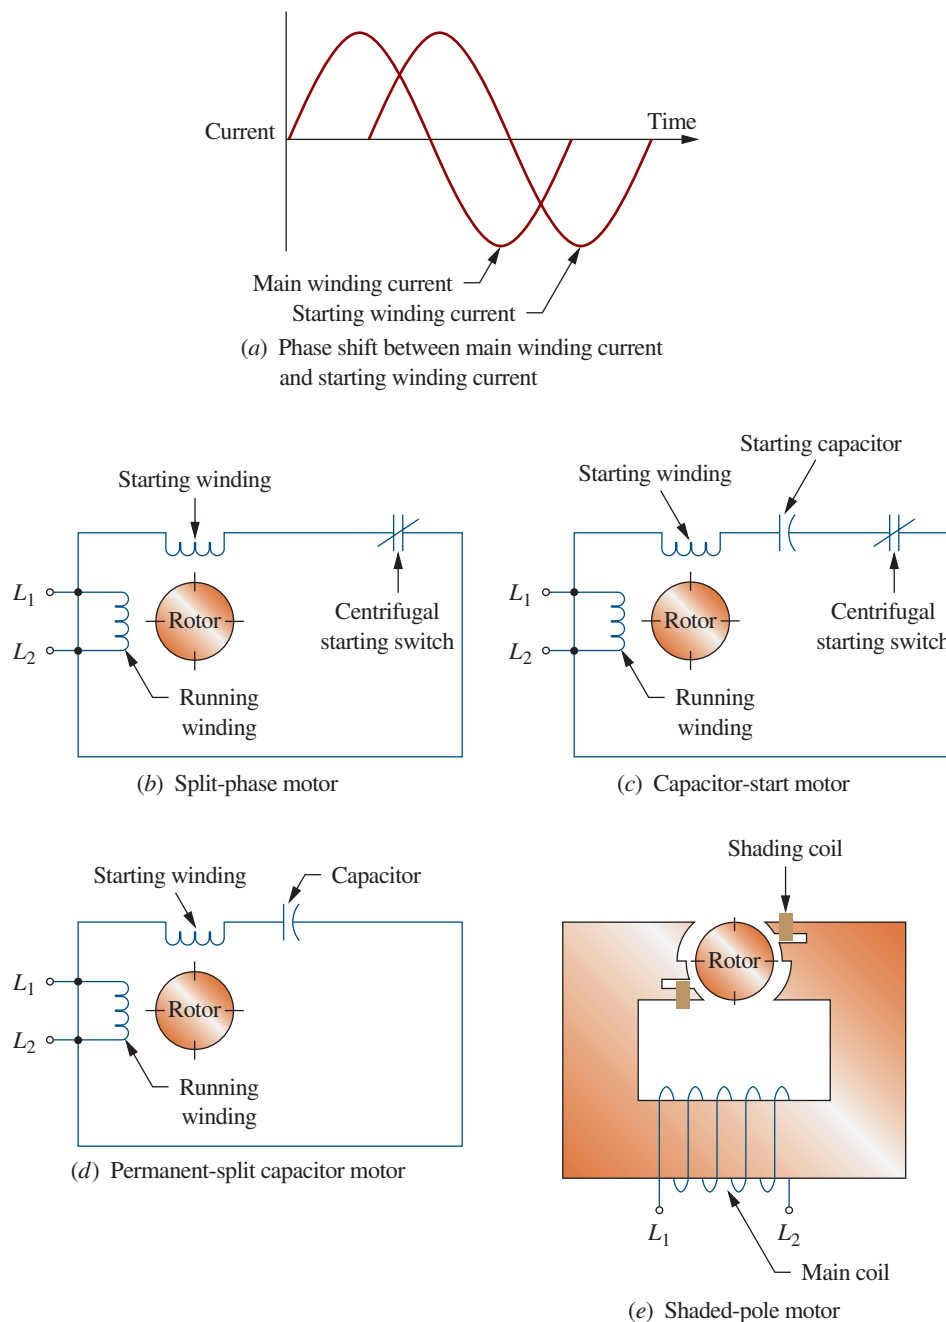 Current
Time
Main winding current
Starting winding current
(a) Phase shift between main winding current
and starting winding current
Starting winding
L1
L2
Rotor
Centrifugal
starting switch
Running
winding
(b) Split-phase motor
Starting capacitor
Starting winding
L1
L2
Rotor
Centrifugal
starting switch
Running
winding
(c) Capacitor-start motor
Starting winding
Capacitor
L1
L2
Rotor
Running
winding
(d) Permanent-split capacitor motor
Shading coil
Rotor
L1
L2
Main coil
(e) Shaded-pole motor